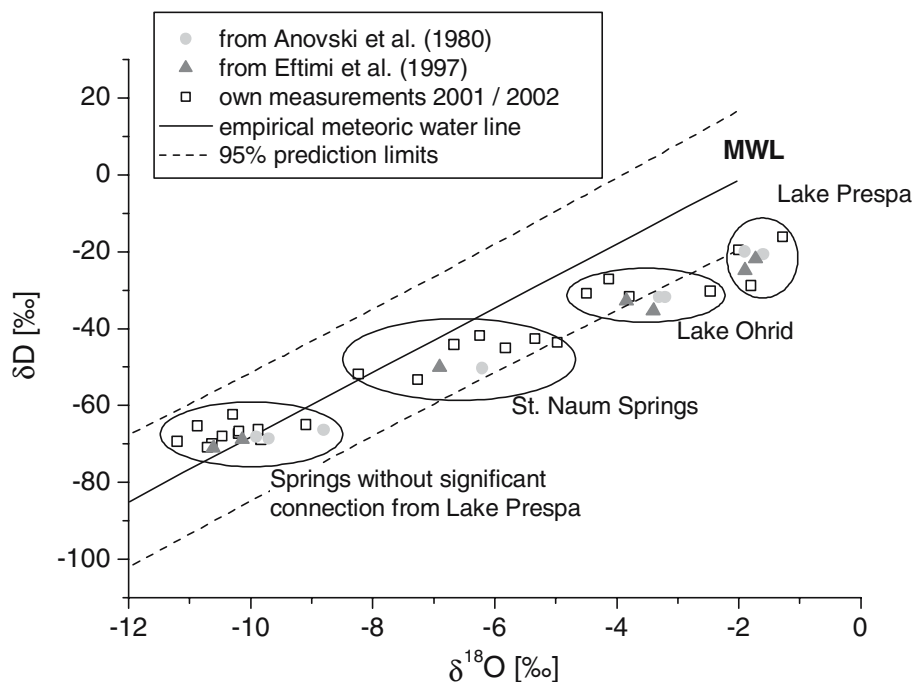 from Anovski et al. (1980)
from Eftimi et al. (1997)
own measurements 2001 / 2002
empirical meteoric water line
95% prediction limits
MWL
Lake Prespa
Lake Ohrid
St. Naum Springs
Springs without significant
connection from Lake Prespa
δD [‰]
20
0
-20
-40
-60
-80
-100
-12
-10
-8
-6
-4
-2
0
δ¹⁸O [‰]